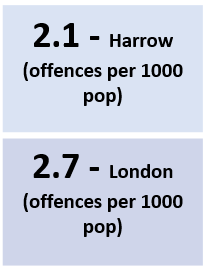 2.1 - Harrow
(offences per 1000
pop)
2.7 - London
(offences per 1000
pop)